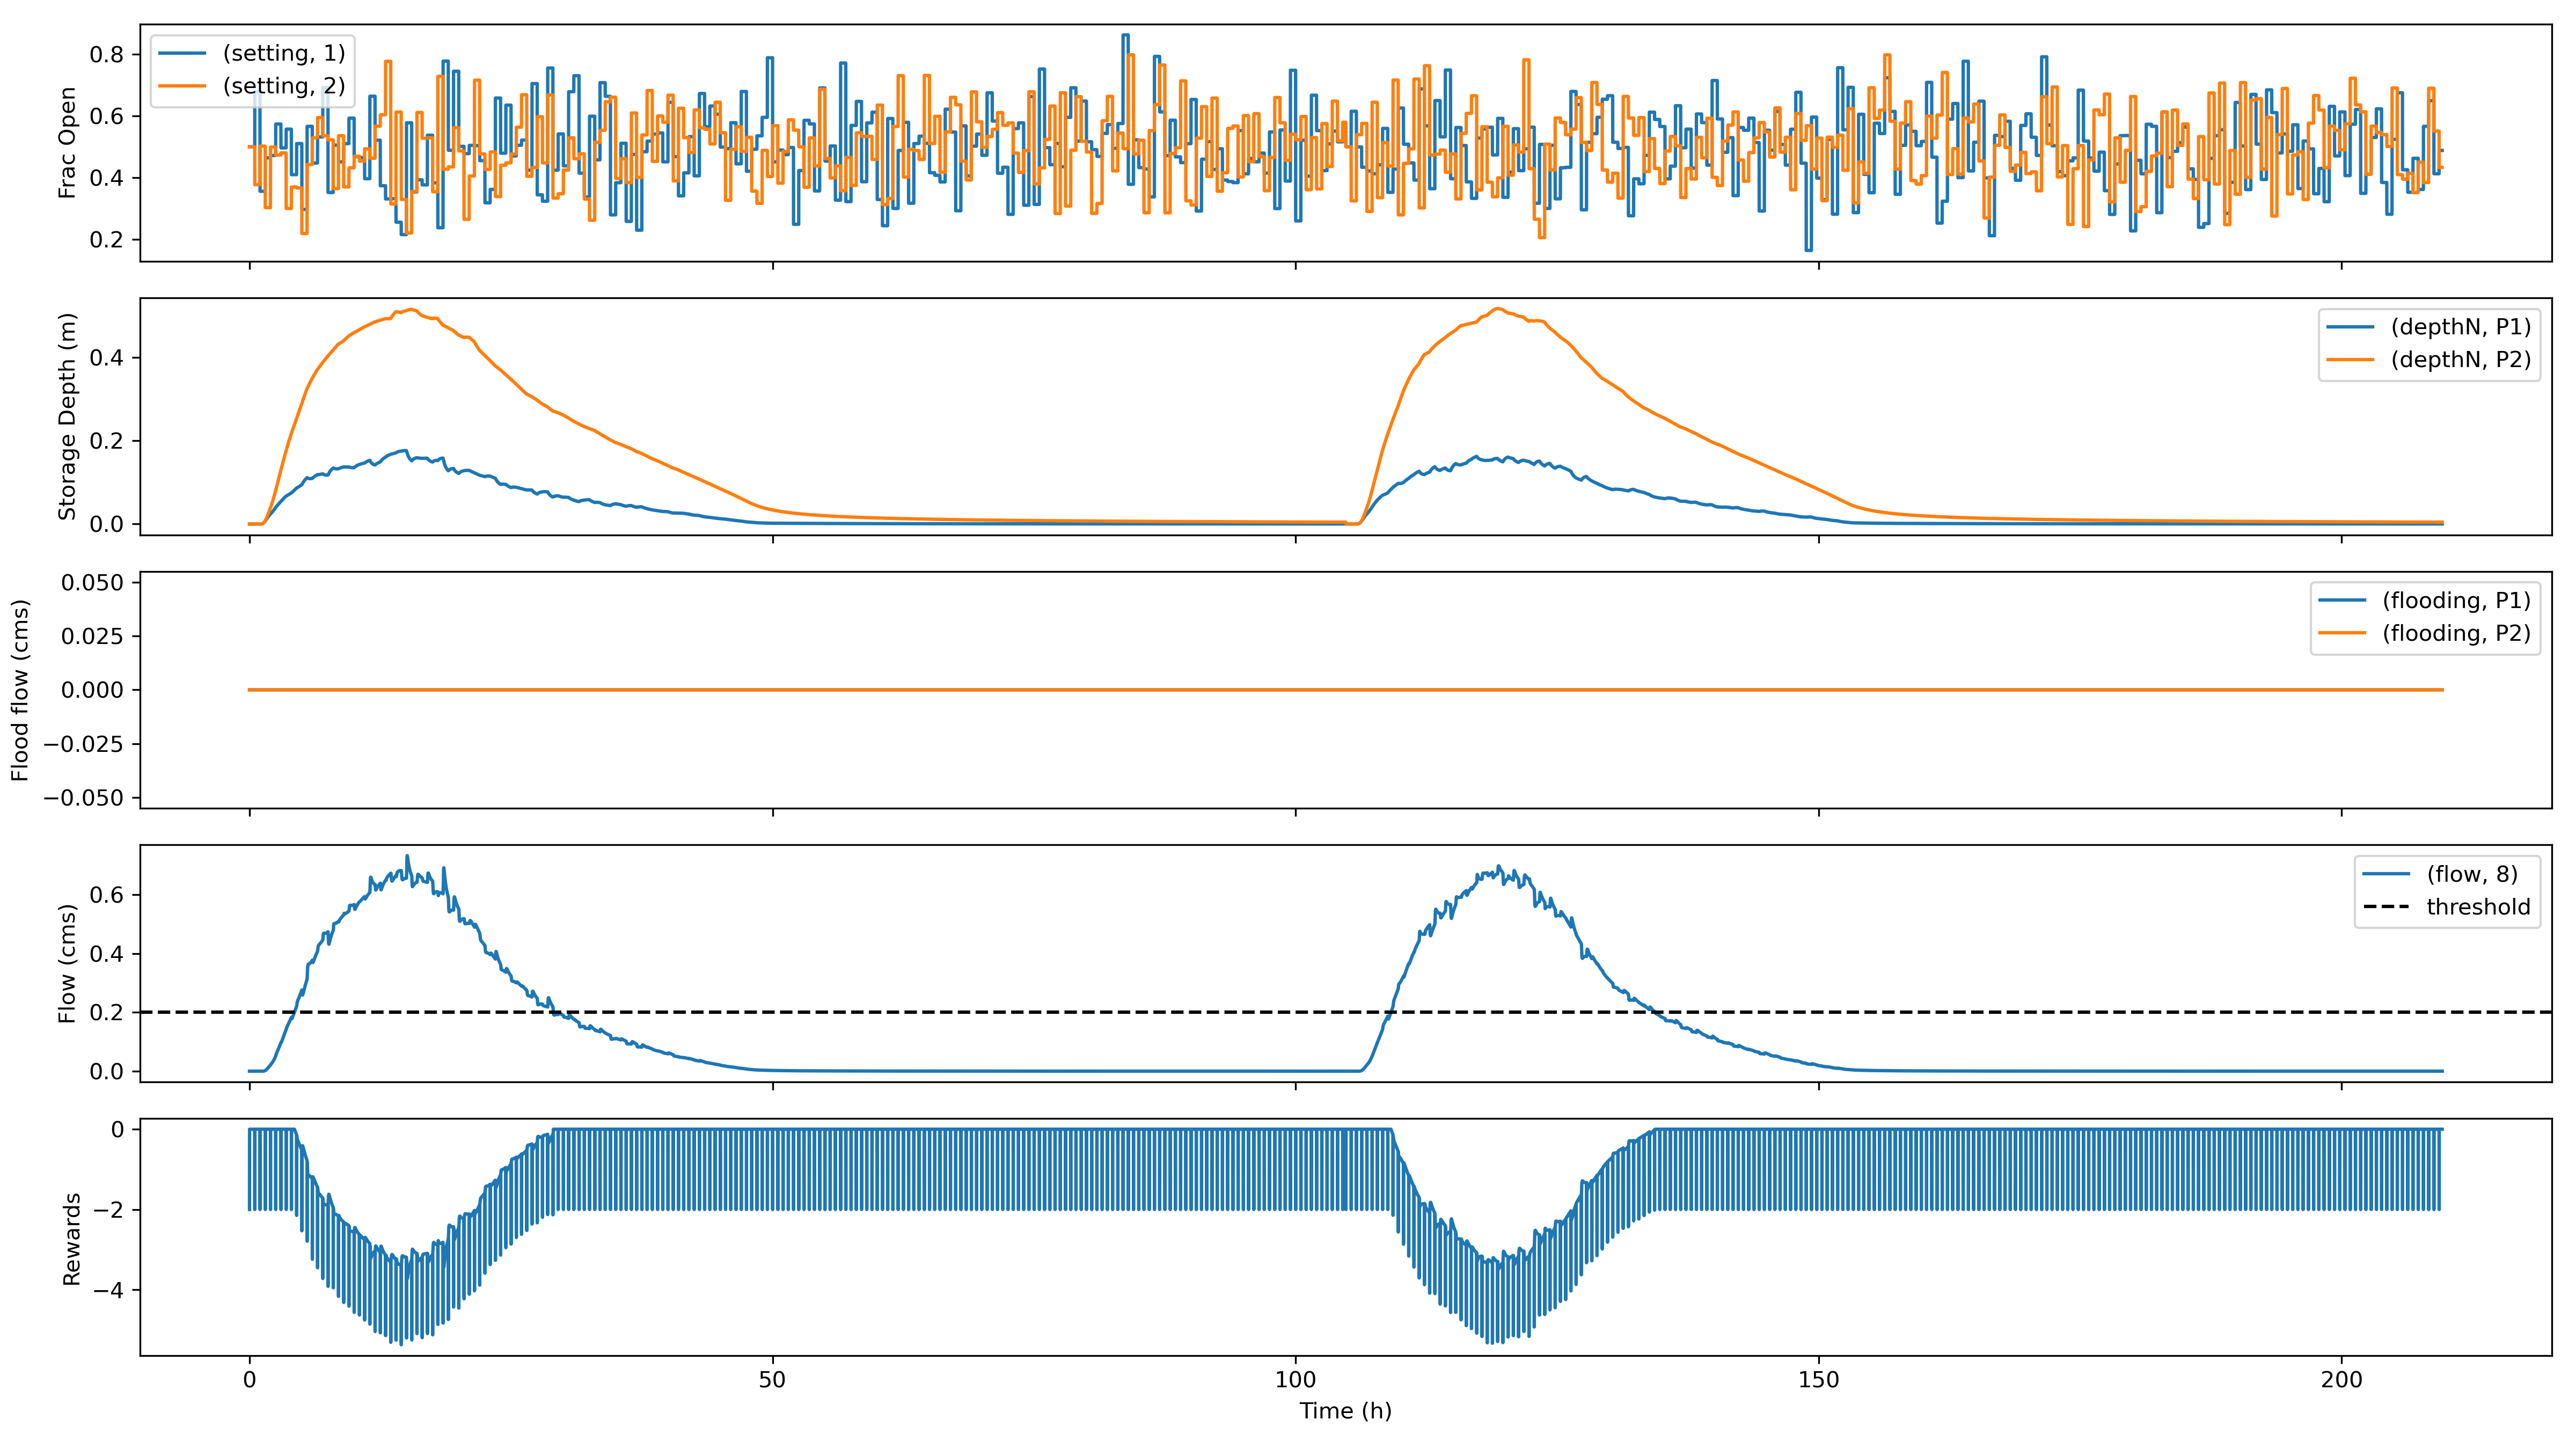 Frac Open
0.8
0.6
0.4
0.2
(setting, 1)
(setting, 2)
Storage Depth (m)
0.4
0.2
0.0
(depthN, P1)
(depthN, P2)
Flood flow (cms)
0.050
0.025
0.000
−0.025
−0.050
(flooding, P1)
(flooding, P2)
Flow (cms)
0.6
0.4
0.2
0.0
(flow, 8)
threshold
Rewards
0
−2
−4
0
50
100
150
200
Time (h)